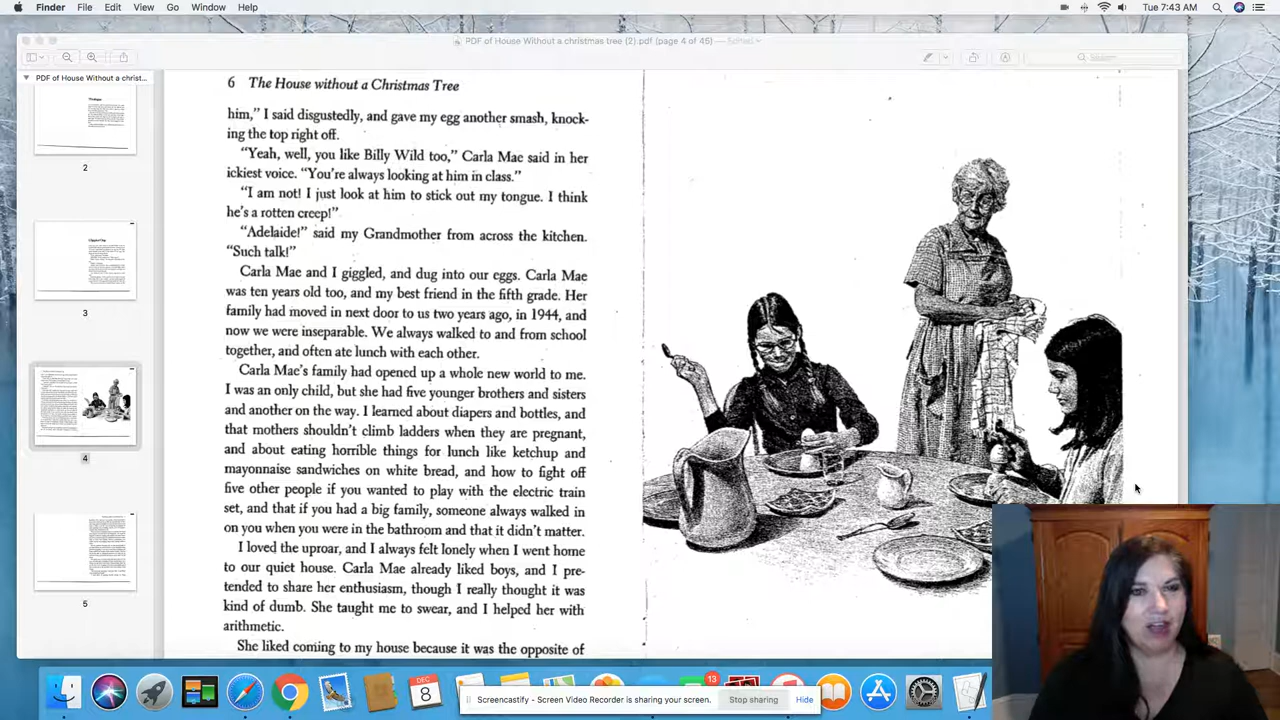 Finder File Edit View Go Window Help
Tue 7:43 AM
PDF of House Without a christmas tree (2).pdf (page 4 of 45) — Edited
Search
PDF of House Without a christ...
2
3
4
5
6 The House without a Christmas Tree
him,” I said disgustedly, and gave my egg another smash, knock-
ing the top right off.
“Yeah, well, you like Billy Wild too,” Carla Mae said in her
ickiest voice. “You’re always looking at him in class.”
“I am not! I just look at him to stick out my tongue. I think
he’s a rotten creep!”
“Adelaide!” said my Grandmother from across the kitchen.
“Such talk!”
Carla Mae and I giggled, and dug into our eggs. Carla Mae
was ten years old too, and my best friend in the fifth grade. Her
family had moved in next door to us two years ago, in 1944, and
now we were inseparable. We always walked to and from school
together, and often ate lunch with each other.
Carla Mae’s family had opened up a whole new world to me.
I was an only child, but she had five younger brothers and sisters
and another on the way. I learned about diapers and bottles, and
that mothers shouldn’t climb ladders when they are pregnant,
and about eating horrible things for lunch like ketchup and
mayonnaise sandwiches on white bread, and how to fight off
five other people if you wanted to play with the electric train
set, and that if you had a big family, someone always walked in
on you when you were in the bathroom and that it didn’t matter.
I loved the uproar, and I always felt lonely when I went home
to our quiet house. Carla Mae already liked boys, and I pre-
tended to share her enthusiasm, though I really thought it was
kind of dumb. She taught me to swear, and I helped her with
arithmetic.
She liked coming to my house because it was the opposite of
DEC
8
13
Screencastify - Screen Video Recorder is sharing your screen.
Stop sharing
Hide